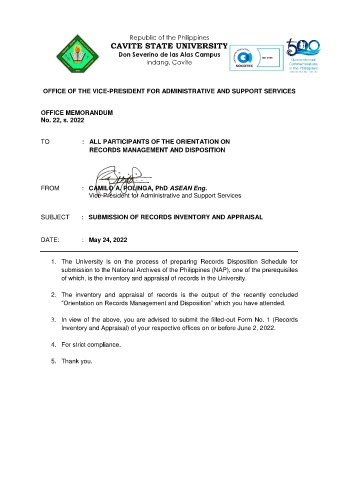 Republic of the Philippines
CAVITE STATE UNIVERSITY
Don Severino de las Alas Campus
Indang, Cavite
OFFICE OF THE VICE-PRESIDENT FOR ADMINISTRATIVE AND SUPPORT SERVICES
OFFICE MEMORANDUM
No. 22, s. 2022
TO : ALL PARTICIPANTS OF THE ORIENTATION ON
RECORDS MANAGEMENT AND DISPOSITION
FROM : CAMILO A. POLINGA, PhD ASEAN Eng.
Vice-President for Administrative and Support Services
SUBJECT : SUBMISSION OF RECORDS INVENTORY AND APPRAISAL
DATE: : May 24, 2022
1. The University is on the process of preparing Records Disposition Schedule for
submission to the National Archives of the Philippines (NAP), one of the prerequisites
of which, is the inventory and appraisal of records in the University.
2. The inventory and appraisal of records is the output of the recently concluded
"Orientation on Records Management and Disposition" which you have attended.
3. In view of the above, you are advised to submit the filled-out Form No. 1 (Records
Inventory and Appraisal) of your respective offices on or before June 2, 2022.
4. For strict compliance.
5. Thank you.